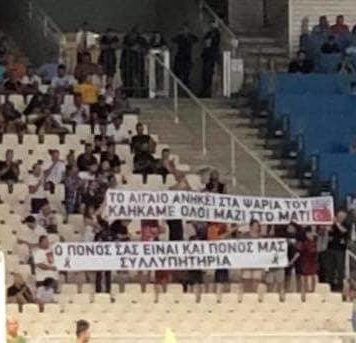 ΤΟ ΑΙΓΑΙΟ ΑΝΗΚΕΙ ΣΤΑ ΨΑΡΙΑ ΤΟΥ
ΚΑΗΚΑΜΕ ΟΛΟΙ ΜΑΖΙ ΣΤΟ ΜΑΤΙ
Ο ΠΟΝΟΣ ΣΑΣ ΕΙΝΑΙ ΚΑΙ ΠΟΝΟΣ ΜΑΣ
ΣΥΛΛΥΠΗΤΗΡΙΑ